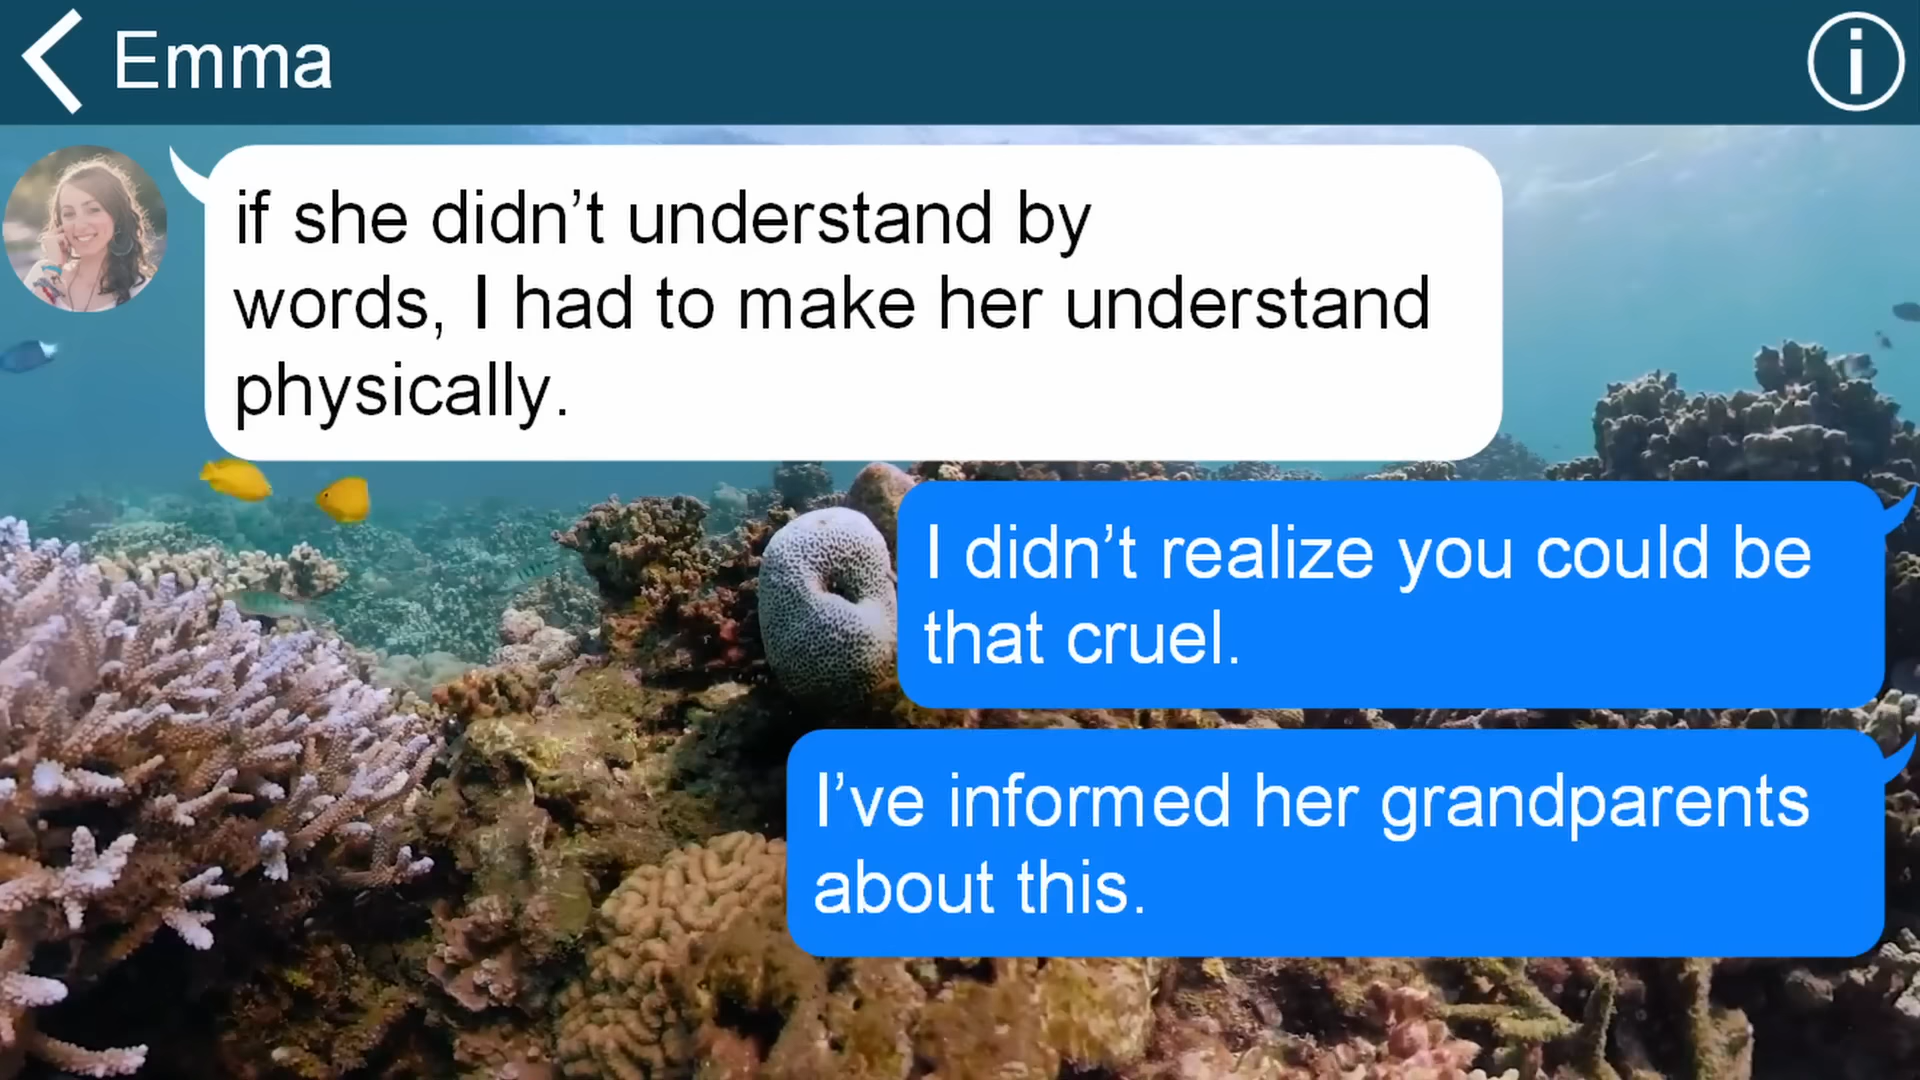 Emma
if she didn’t understand by
words, I had to make her understand
physically.
I didn’t realize you could be
that cruel.
I’ve informed her grandparents
about this.